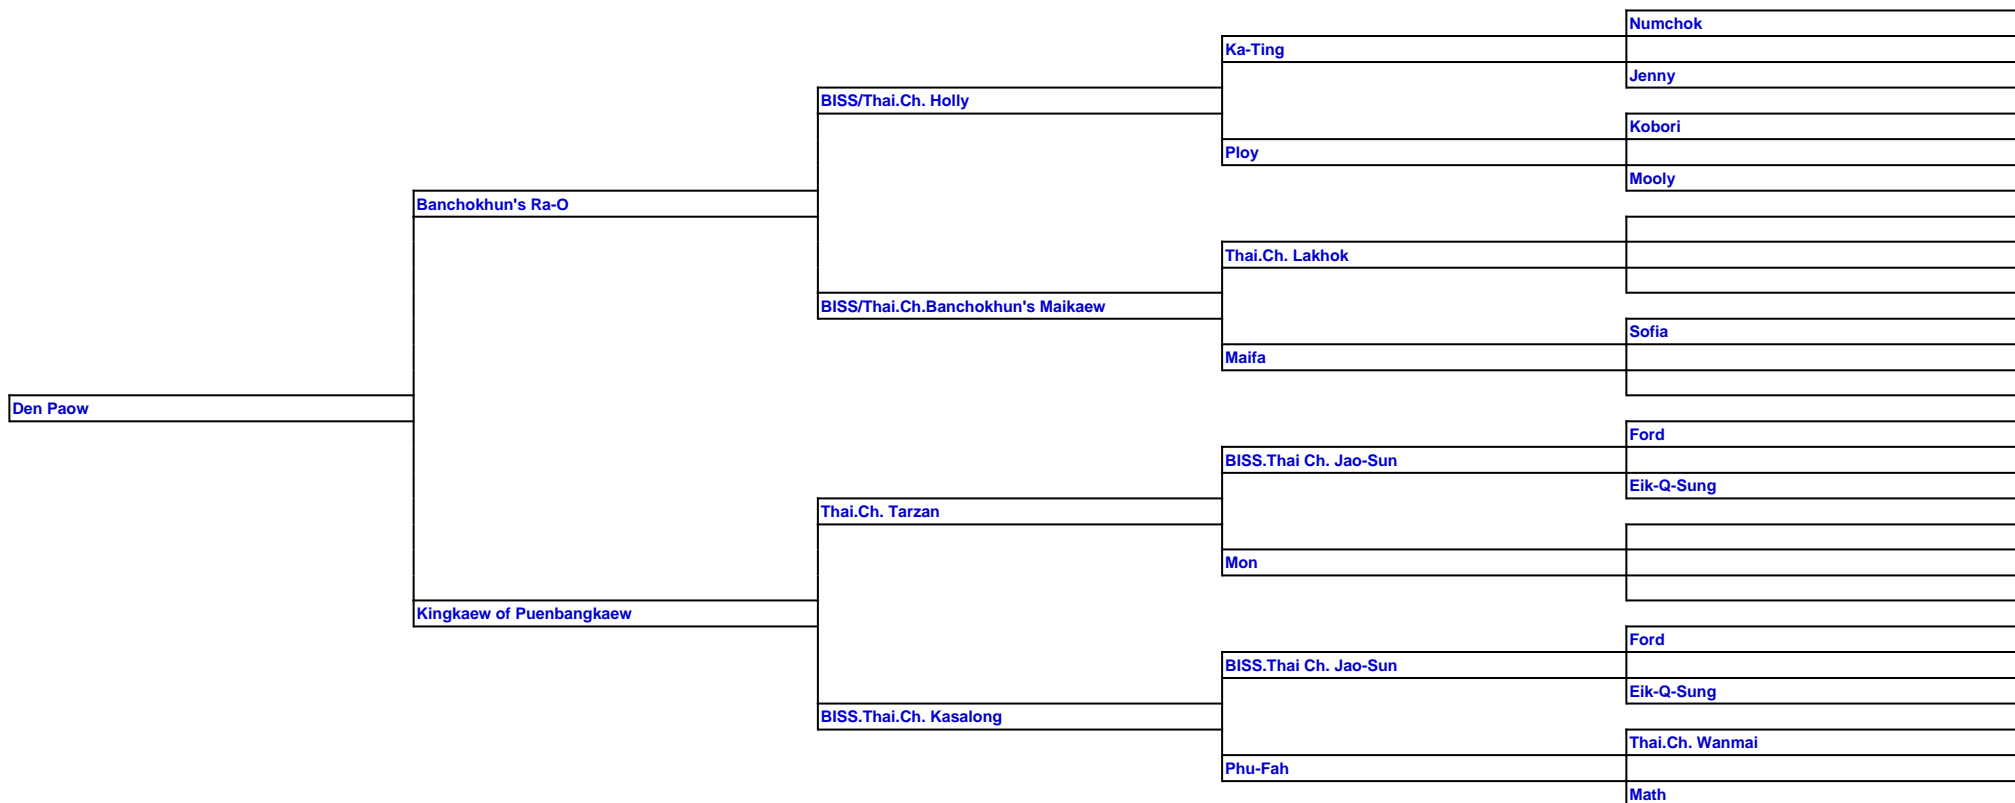 Numchok
Ka-Ting
Jenny
BISS/Thai.Ch. Holly
Kobori
Ploy
Mooly
Banchokhun's Ra-O
Thai.Ch. Lakhok
BISS/Thai.Ch.Banchokhun's Maikaew
Sofia
Maifa
Den Paow
Ford
BISS.Thai Ch. Jao-Sun
Eik-Q-Sung
Thai.Ch. Tarzan
Mon
Kingkaew of Puenbangkaew
Ford
BISS.Thai Ch. Jao-Sun
Eik-Q-Sung
BISS.Thai.Ch. Kasalong
Thai.Ch. Wanmai
Phu-Fah
Math